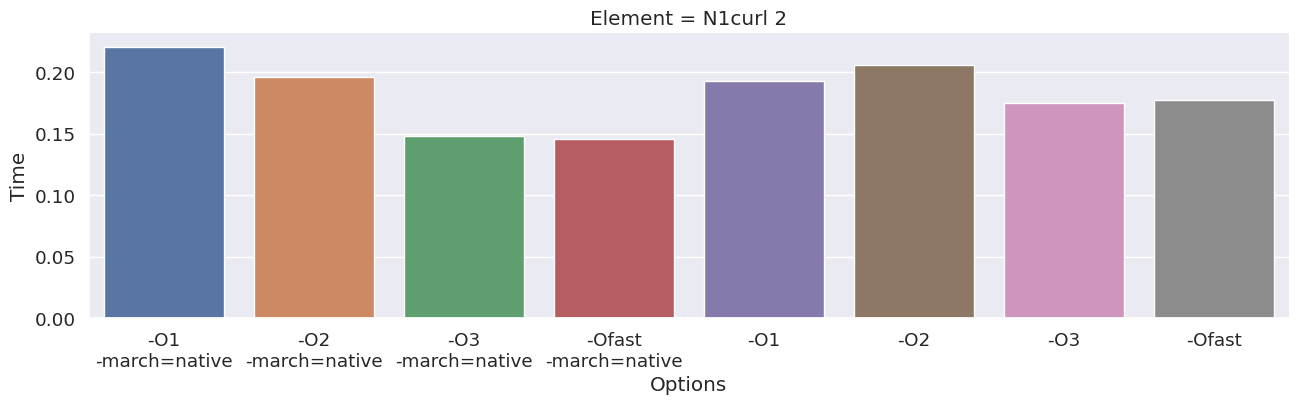 Element = N1curl 2
Time
0.20
0.15
0.10
0.05
0.00
-O1
-march=native
-O2
-march=native
-O3
-march=native
-Ofast
-march=native
-O1
-O2
-O3
-Ofast
Options